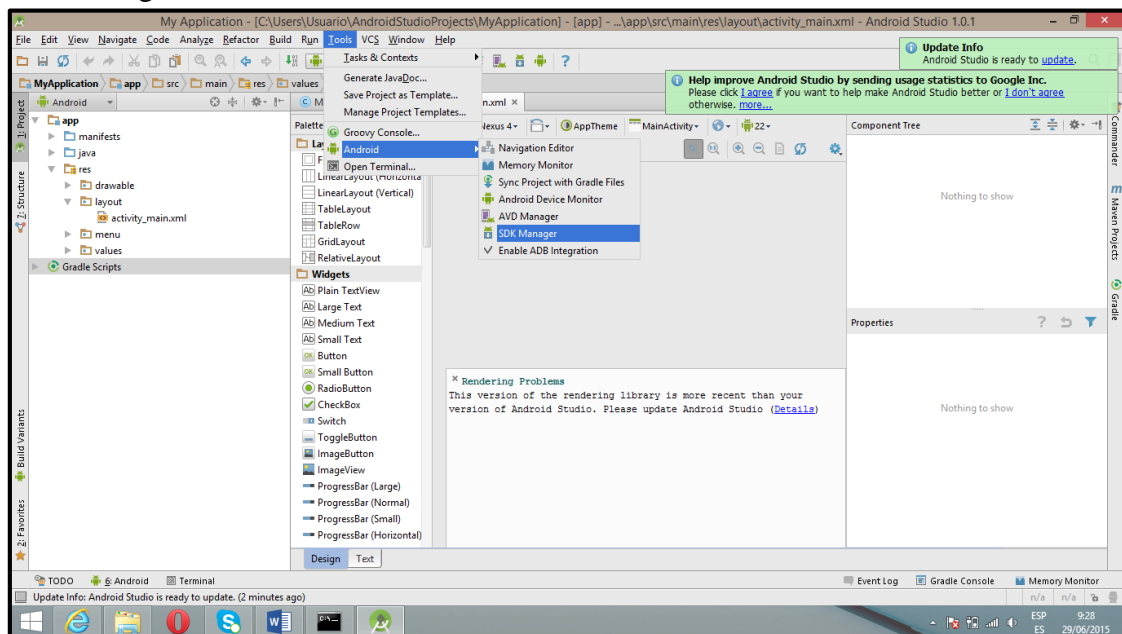 My Application - [C:\Users\Usario\AndroidStudioProjects\MyApplication] - [app] - ...\app\src\main\res\layout\activity_main.xml - Android Studio 1.0.1
File Edit View Navigate Code Analyze Refactor Build Run Tools VCS Window Help
Update Info
Android Studio is ready to update.
Help improve Android Studio by sending usage statistics to Google Inc.
Please click I agree if you want to help make Android Studio better or I don't agree
otherwise. more...
MyApplication app src main res values
Tasks & Contexts
Generate JavaDoc...
Save Project as Template...
Manage Project Templates...
Groovy Console...
Android
Open Terminal...
Navigation Editor
Memory Monitor
Sync Project with Gradle Files
Android Device Monitor
AVD Manager
SDK Manager
Enable ADB Integration
1: Project
Z: Structure
Build Variants
2: Favorites
Android
app
manifests
java
res
drawable
layout
activity_main.xml
menu
values
Gradle Scripts
n.xml
Palette
Nexus 4 AppTheme MainActivity 22
LinearLayout (Vertical)
TableLayout
TableRow
GridLayout
RelativeLayout
Widgets
Plain TextView
Large Text
Medium Text
Small Text
Button
Small Button
RadioButton
CheckBox
Switch
ToggleButton
ImageButton
ImageView
ProgressBar (Large)
ProgressBar (Normal)
ProgressBar (Small)
ProgressBar (Horizontal)
Design Text
Rendering Problems
This version of the rendering library is more recent than your
version of Android Studio. Please update Android Studio (Details)
Component Tree
Nothing to show
Properties
Nothing to show
Commander
Maven Projects
Gradle
TODO 6: Android Terminal
Event Log Gradle Console Memory Monitor
Update Info: Android Studio is ready to update. (2 minutes ago)
n/a n/a
ESP 9:28
ES 29/06/2015